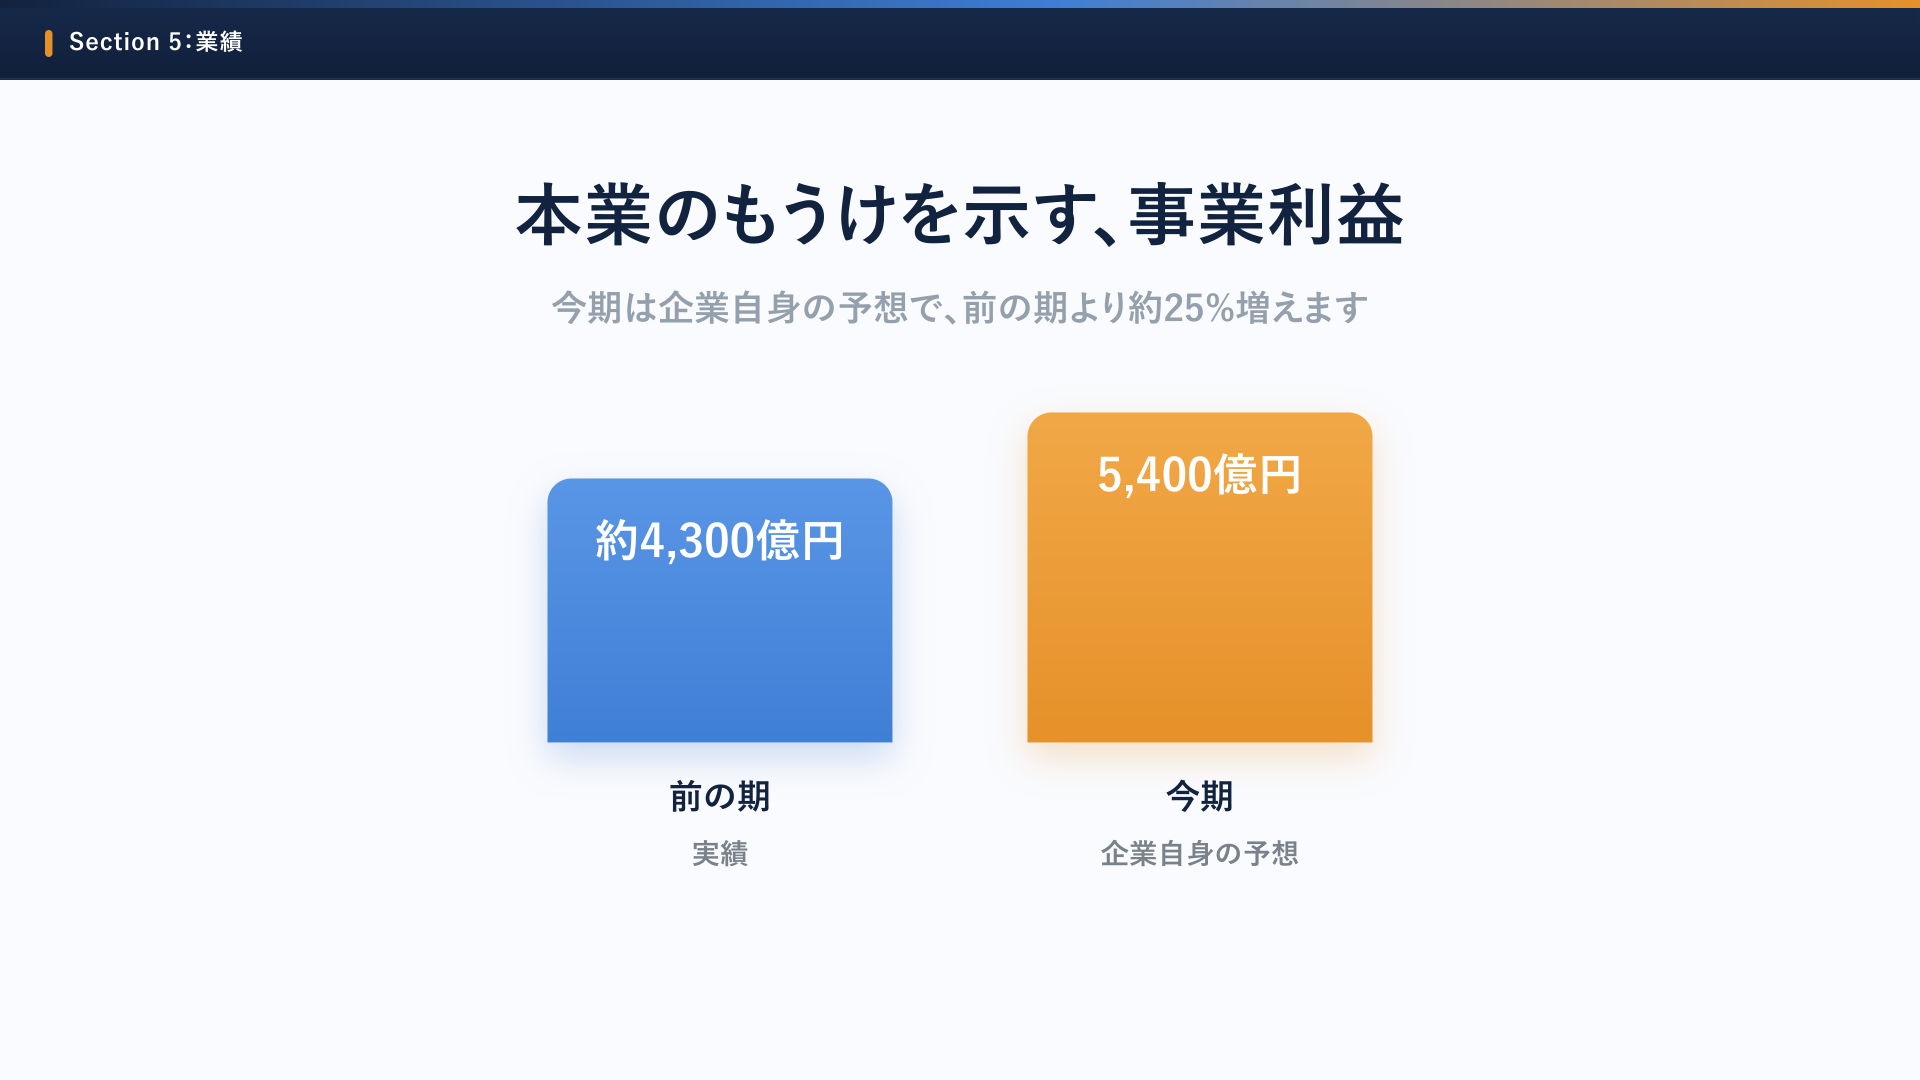 Section 5：業績
本業のもうけを示す、事業利益
今期は企業自身の予想で、前の期より約25%増えます
約4,300億円
5,400億円
前の期
今期
実績
企業自身の予想